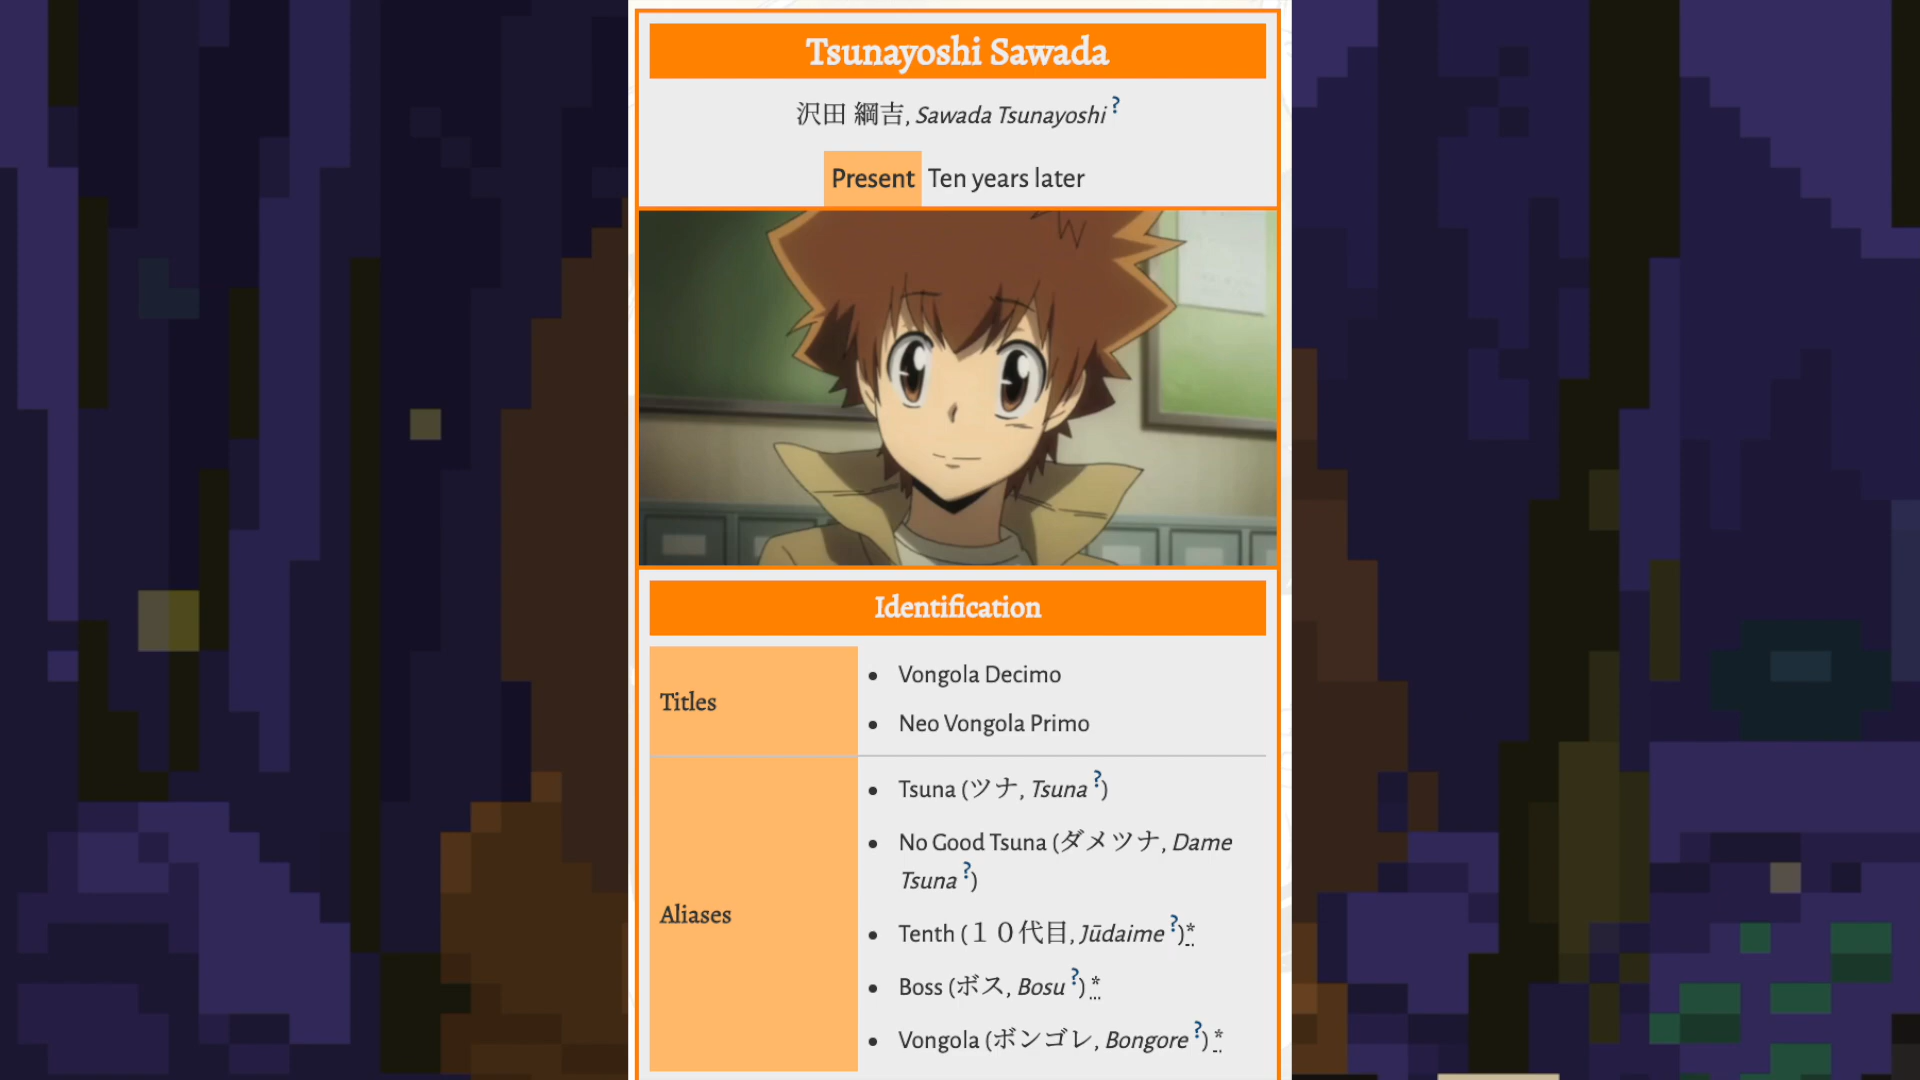 Tsunayoshi Sawada
沢田 綱吉, Sawada Tsunayoshi ?
Present Ten years later
Identification
Titles
• Vongola Decimo
• Neo Vongola Primo
Aliases
• Tsuna (ツナ, Tsuna ?)
• No Good Tsuna (ダメツナ, Dame
Tsuna ?)
• Tenth (１０代目, Jūdaime ?)*
• Boss (ボス, Bosu ?) *
• Vongola (ボンゴレ, Bongore ?) *